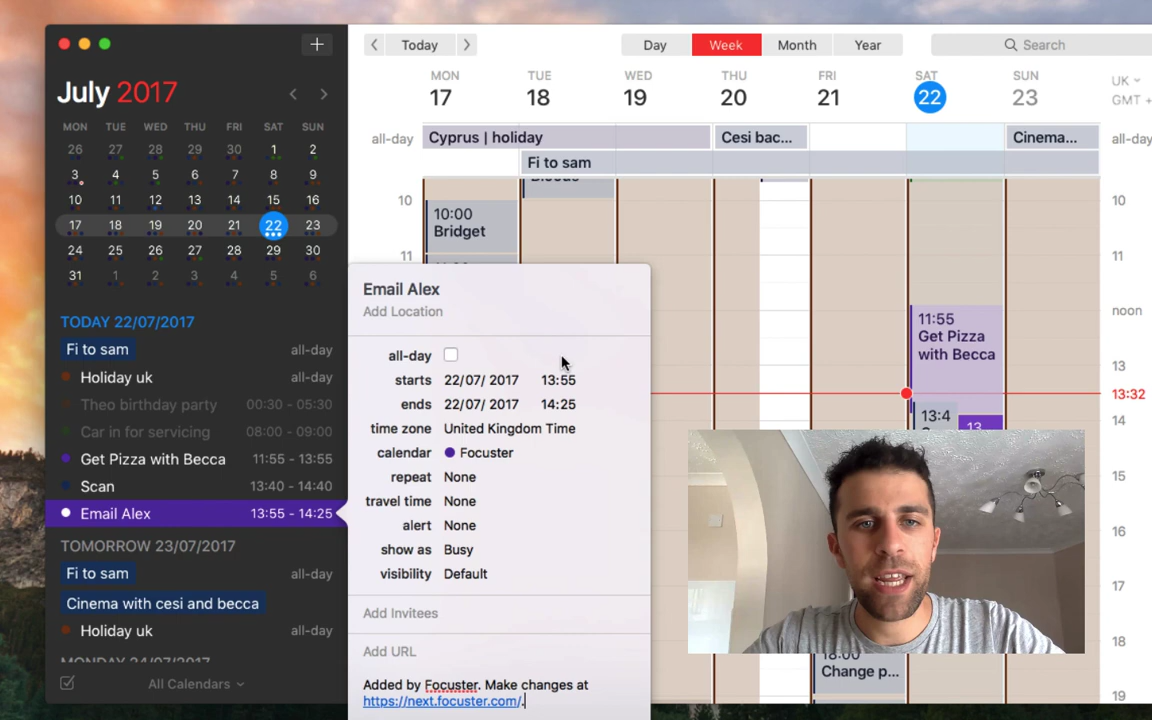 July 2017
MON TUE WED THU FRI SAT SUN
26 27 28 29 30 1 2
3 4 5 6 7 8 9
10 11 12 13 14 15 16
17 18 19 20 21 22 23
24 25 26 27 28 29 30
31 1 2 3 4 5 6
TODAY 22/07/2017
Fi to sam all-day
Holiday uk all-day
Theo birthday party 00:30 - 05:30
Car in for servicing 08:00 - 09:00
Get Pizza with Becca 11:55 - 13:55
Scan 13:40 - 14:40
Email Alex 13:55 - 14:25
TOMORROW 23/07/2017
Fi to sam all-day
Cinema with cesi and becca
Holiday uk all-day
MONDAY 24/07/2017
All Calendars
Today Day Week Month Year Search
MON TUE WED THU FRI SAT SUN UK
17 18 19 20 21 22 23 GMT +
all-day Cyprus | holiday Cesi bac... Cinema... all-day
Fi to sam
10 10
10:00
Bridget
11 11
noon
11:55
Get Pizza
with Becca
13
13:32
13:4
14
13
15
16
17
18
18:00
Change p...
19
Email Alex
Add Location
all-day
starts 22/07/ 2017 13:55
ends 22/07/ 2017 14:25
time zone United Kingdom Time
calendar Focuster
repeat None
travel time None
alert None
show as Busy
visibility Default
Add Invitees
Add URL
Added by Focuster. Make changes at
https://next.focuster.com/.